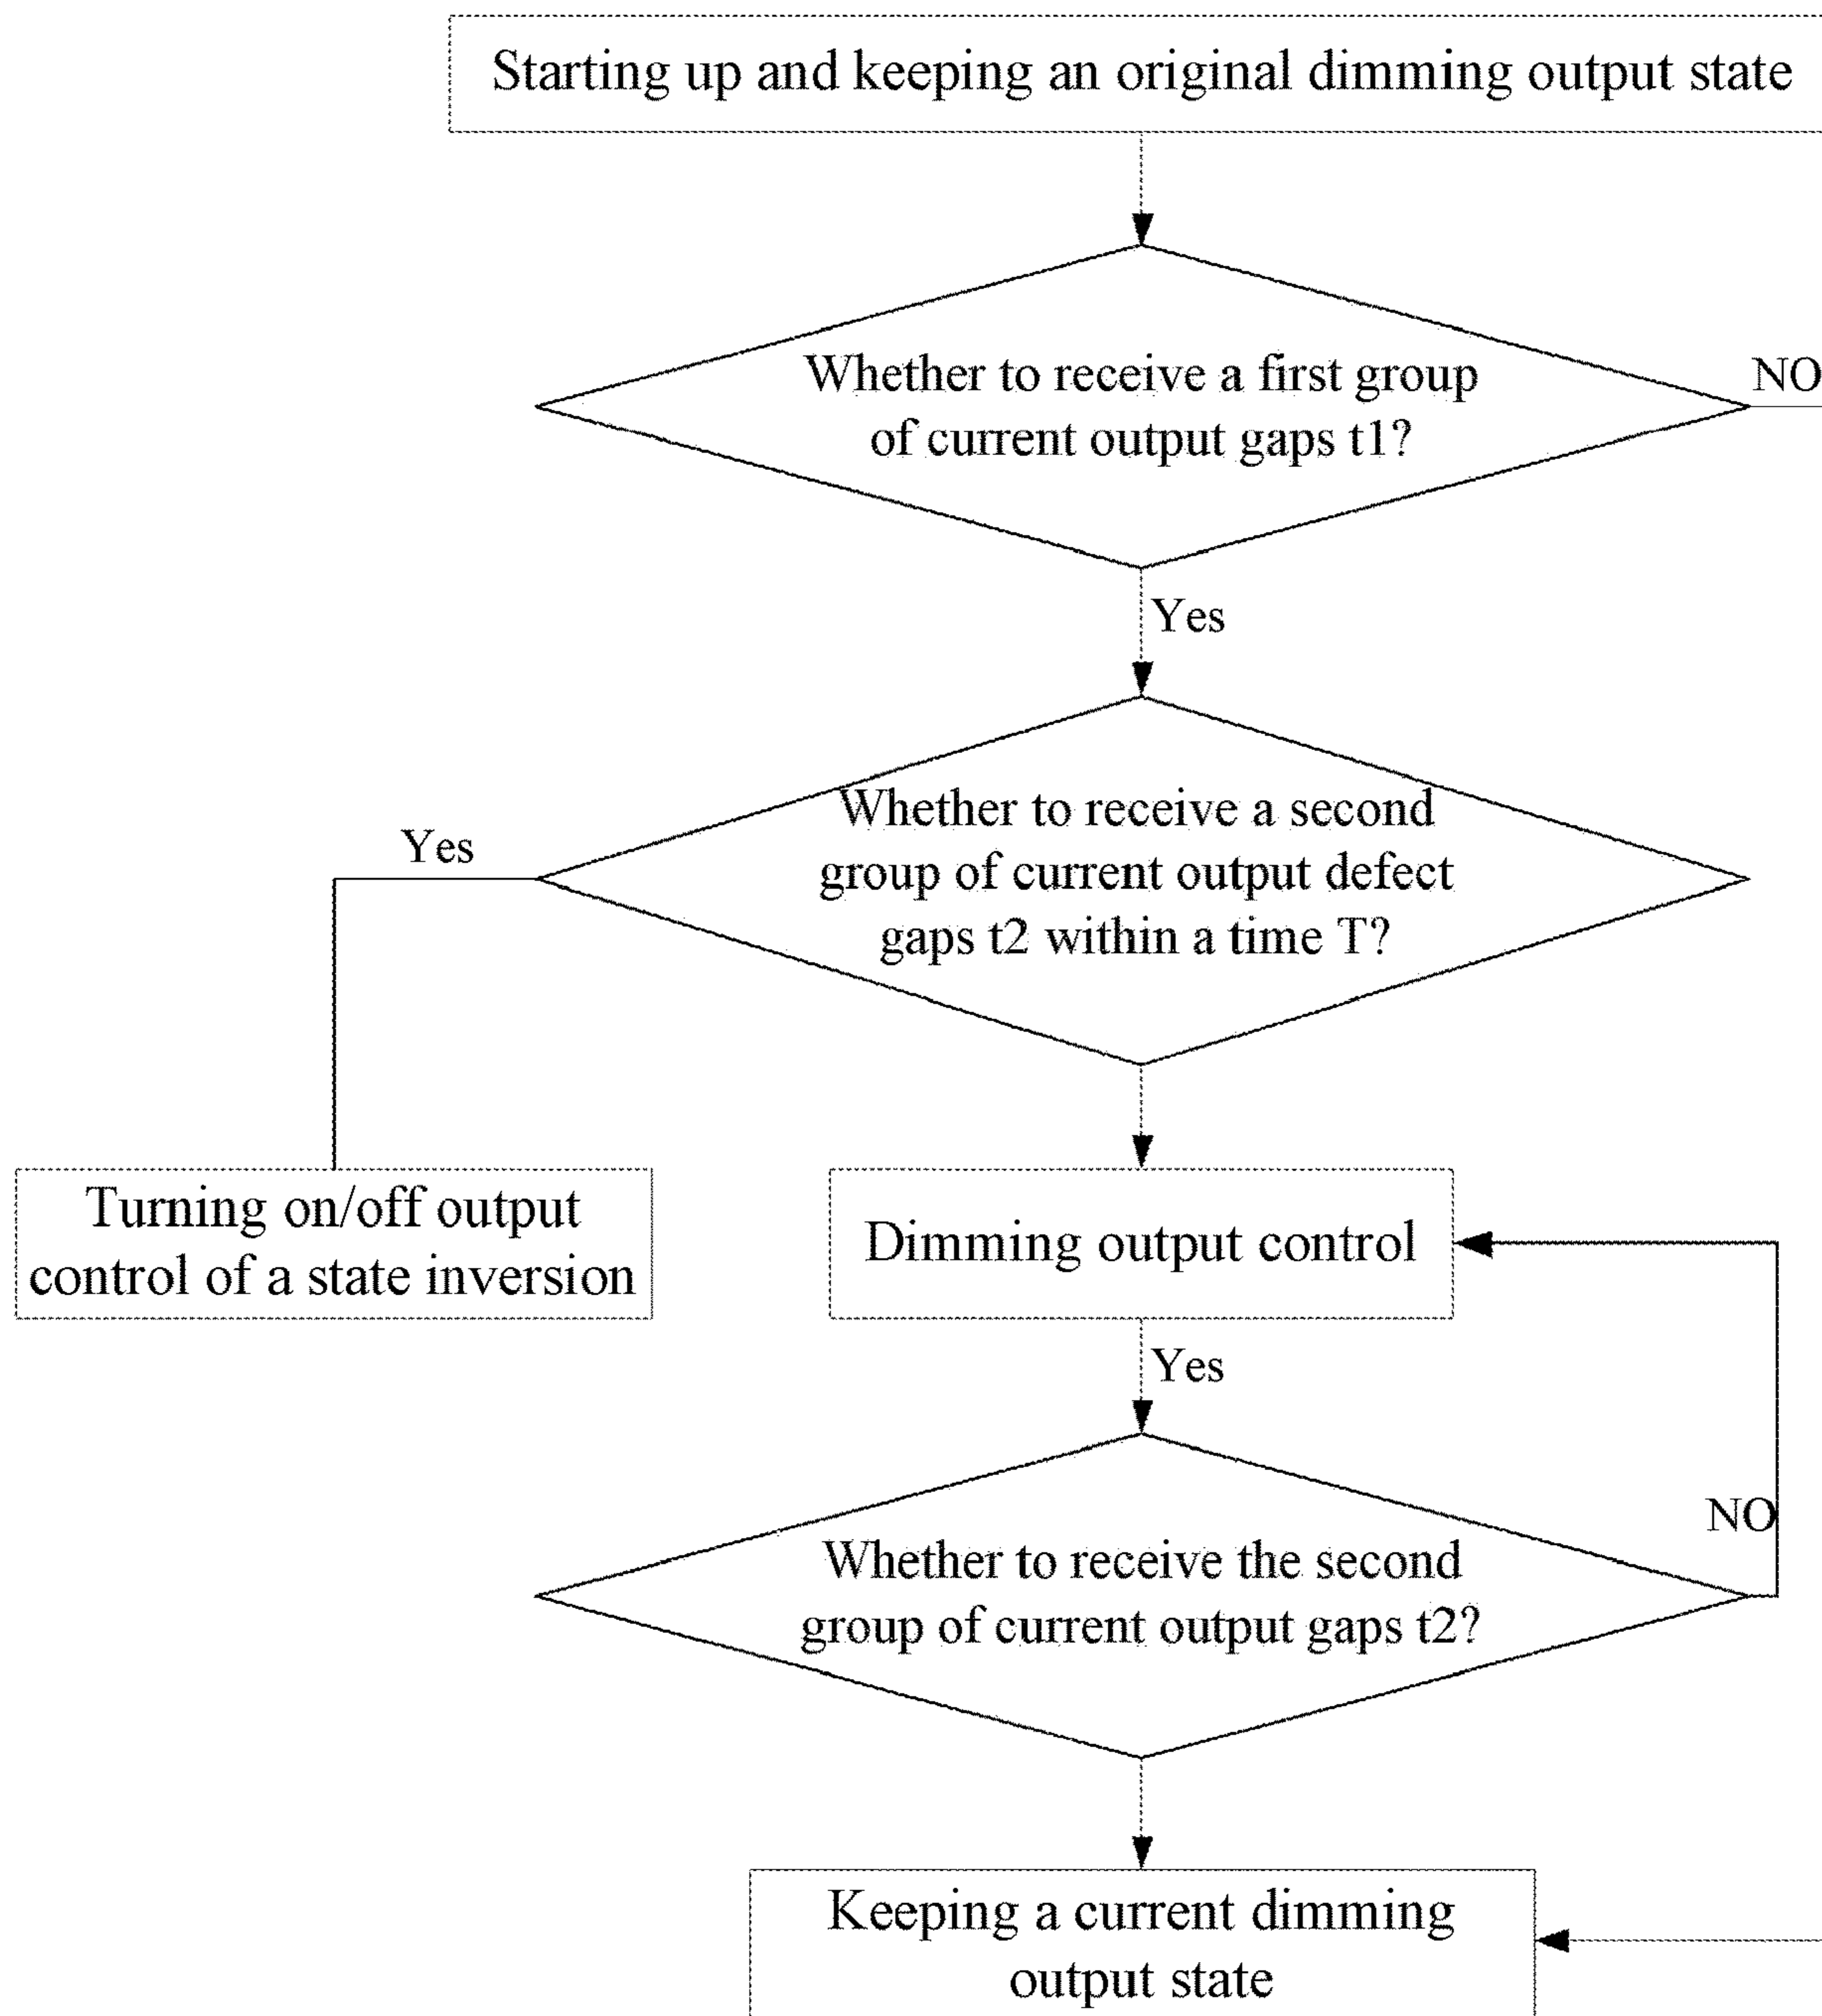 Starting up and keeping an original dimming output state
Whether to receive a first group
of current output gaps t1?
NO
Yes
Whether to receive a second
group of current output defect
gaps t2 within a time T?
Yes
Turning on/off output
control of a state inversion
Dimming output control
Yes
NO
Whether to receive the second
group of current output gaps t2?
Keeping a current dimming
output state